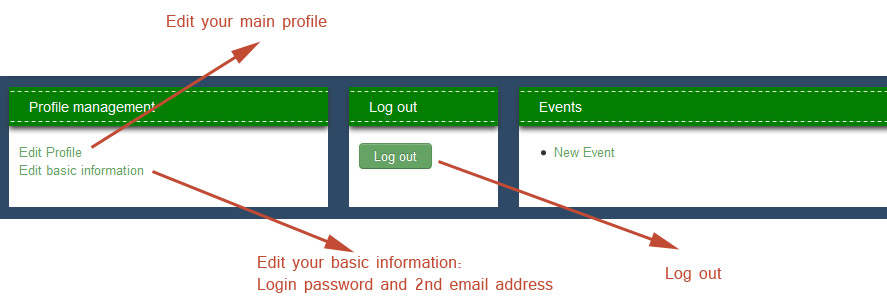 Edit your main profile
Profile management
Log out
Events
Edit Profile
Edit basic information
Log out
New Event
Edit your basic information:
Login password and 2nd email address
Log out